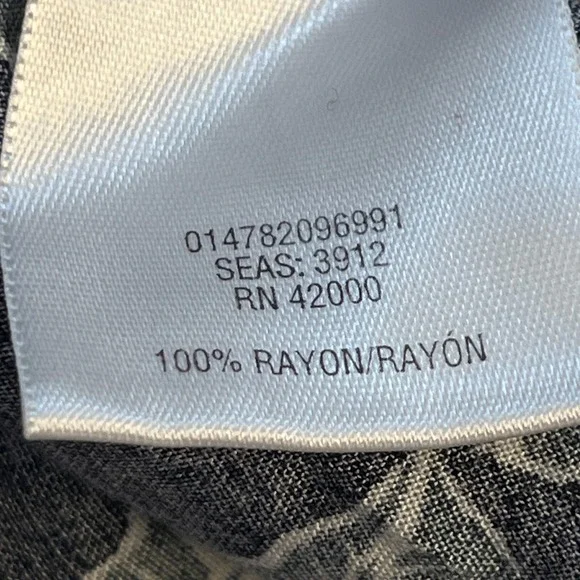 014782096991
SEAS: 3912
RN 42000
100% RAYON/RAYÓN